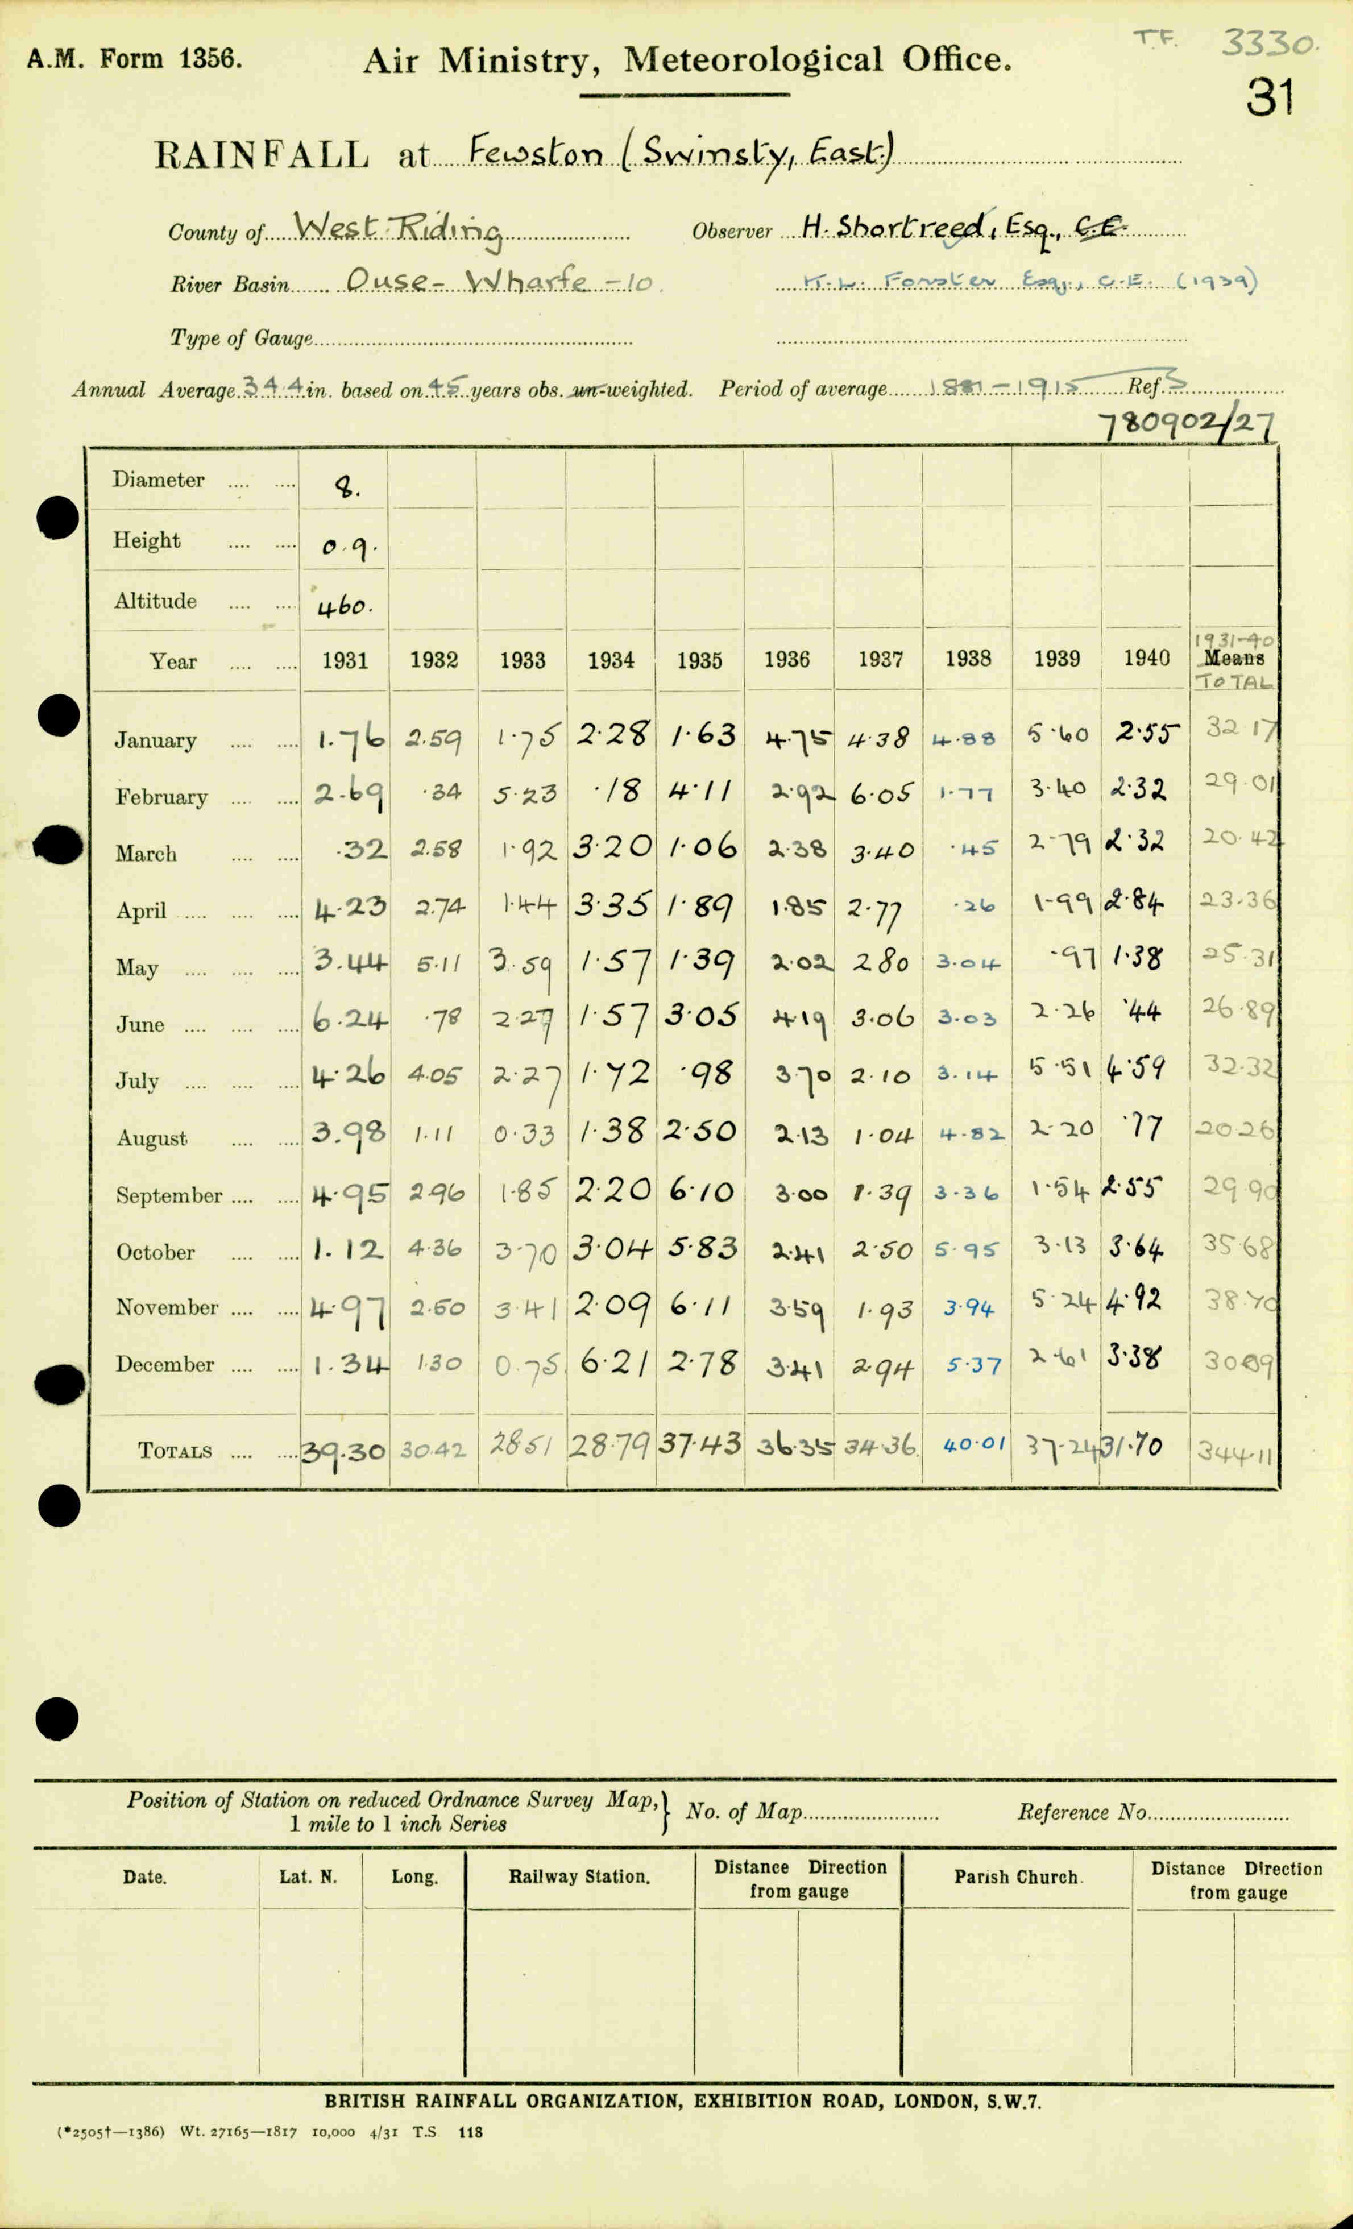 T.F. 3330.
A.M. Form 1356. Air Ministry, Meteorological Office.
31
RAINFALL at Fewston (Swinsty, East)
County of West Riding Observer H. Shortreed, Esq., C.E.
River Basin Ouse - Wharfe - 10. K.L. Forster Esq., C.E. (1939)
Type of Gauge
Annual Average 34.4 in. based on 45 years obs. un-weighted. Period of average 1881-1915 Ref. S
780902/27
Diameter 8.
Height 0.9.
Altitude 460.
1931-40
Year 1931 1932 1933 1934 1935 1936 1937 1938 1939 1940 Means
TOTAL
January 1.76 2.59 1.75 2.28 1.63 4.75 4.38 4.88 5.60 2.55 32.17
February 2.69 .34 5.23 .18 4.11 2.92 6.05 1.77 3.40 2.32 29.01
March .32 2.58 1.92 3.20 1.06 2.38 3.40 .45 2.79 2.32 20.42
April 4.23 2.74 1.44 3.35 1.89 1.85 2.77 .26 1.99 2.84 23.36
May 3.44 5.11 3.59 1.57 1.39 2.02 2.80 3.04 .97 1.38 25.31
June 6.24 .78 2.27 1.57 3.05 4.19 3.06 3.03 2.26 .44 26.89
July 4.26 4.05 2.27 1.72 .98 3.70 2.10 3.14 5.51 4.59 32.32
August 3.98 1.11 0.33 1.38 2.50 2.13 1.04 4.82 2.20 .77 20.26
September 4.95 2.96 1.85 2.20 6.10 3.00 1.39 3.36 1.54 2.55 29.90
October 1.12 4.36 3.70 3.04 5.83 2.41 2.50 5.95 3.13 3.64 35.68
November 4.97 2.50 3.41 2.09 6.11 3.59 1.93 3.94 5.24 4.92 38.70
December 1.34 1.30 0.75 6.21 2.78 3.41 2.94 5.37 2.61 3.38 30.09
TOTALS 39.30 30.42 28.51 28.79 37.43 36.35 34.36 40.01 37.24 31.70 344.11
Position of Station on reduced Ordnance Survey Map,} No. of Map Reference No.
1 mile to 1 inch Series
Date. Lat. N. Long. Railway Station. Distance Direction from gauge Parish Church. Distance Direction from gauge
BRITISH RAINFALL ORGANIZATION, EXHIBITION ROAD, LONDON, S.W.7.
(*2505†—1386) Wt. 27165—1817 10,000 4/31 T.S 118